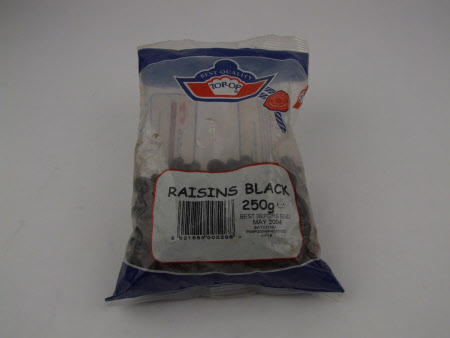 BEST QUALITY
TOP-OP
RAISINS BLACK
250g e
BEST BEFORE END
MAY 2004